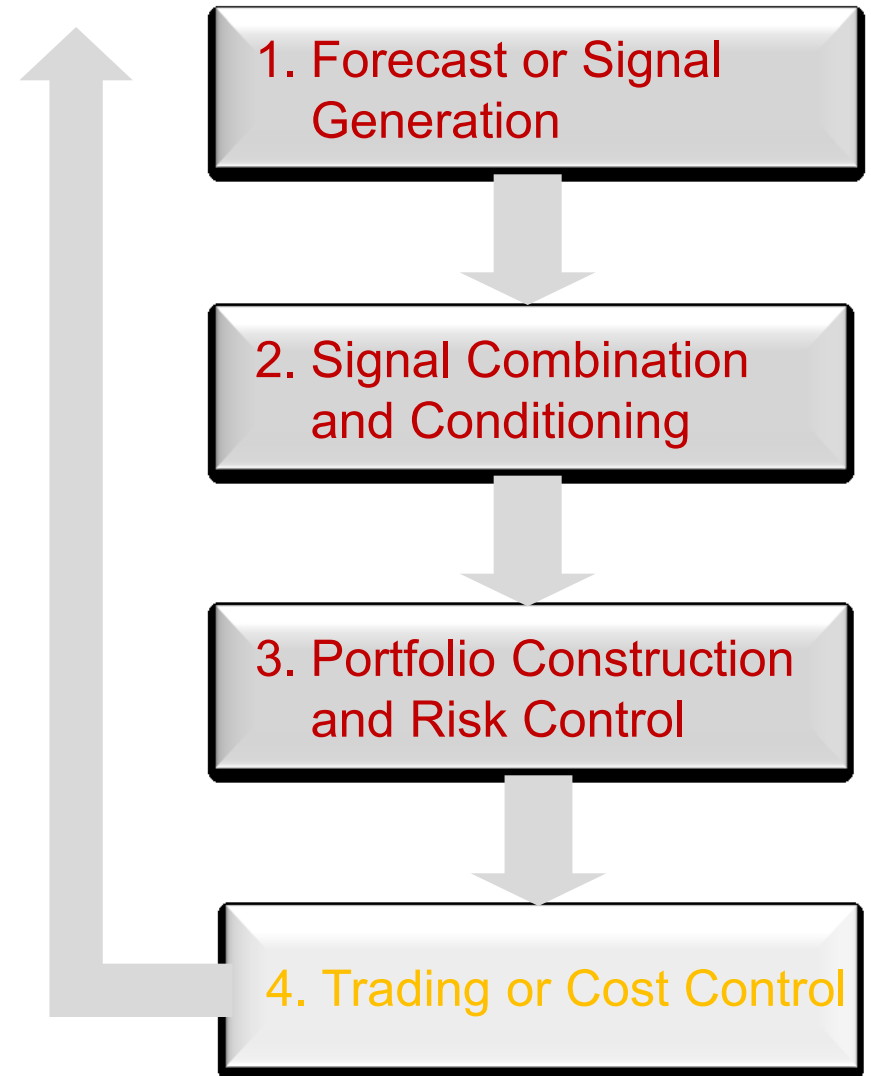 1. Forecast or Signal
Generation
2. Signal Combination
and Conditioning
3. Portfolio Construction
and Risk Control
4. Trading or Cost Control